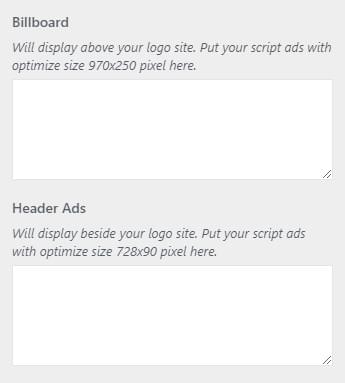 Billboard
Will display above your logo site. Put your script ads with
optimize size 970x250 pixel here.
Header Ads
Will display beside your logo site. Put your script ads
with optimize size 728x90 pixel here.